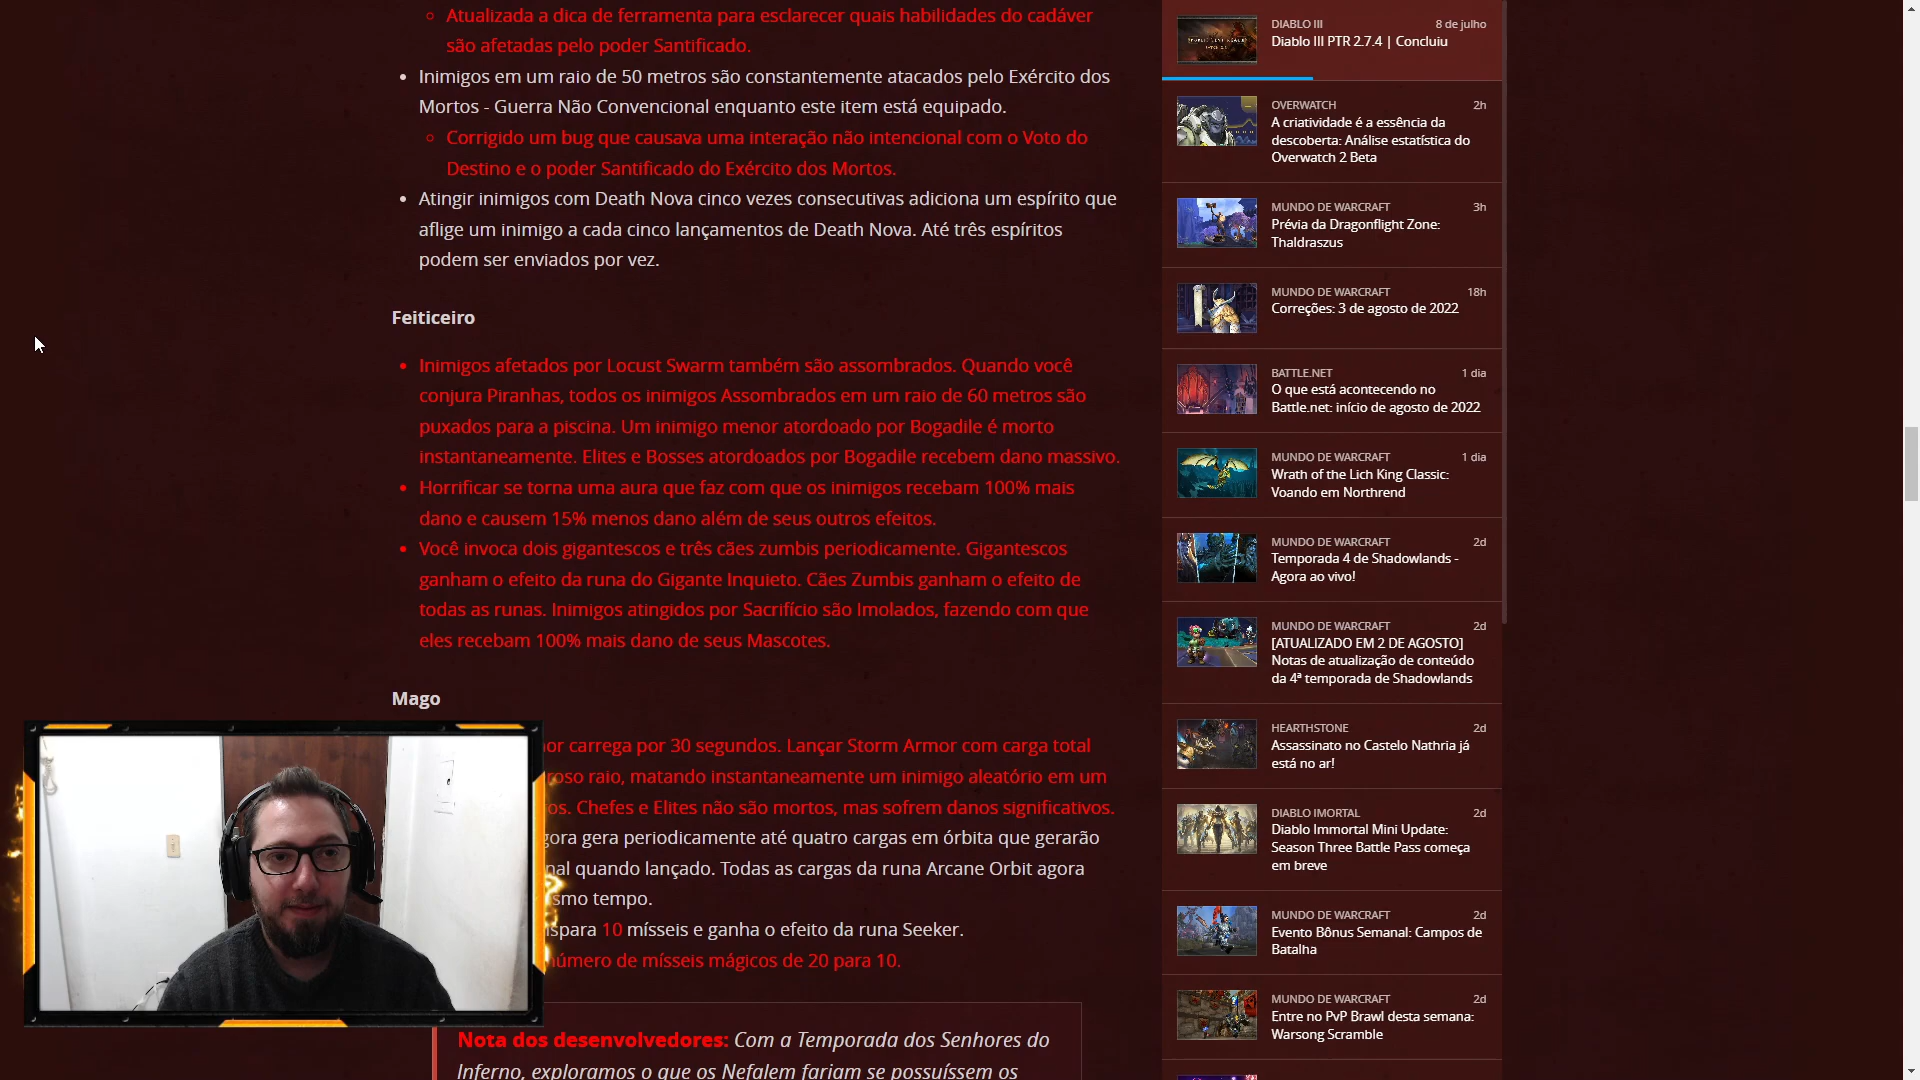 Atualizada a dica de ferramenta para esclarecer quais habilidades do cadáver
são afetadas pelo poder Santificado.
Inimigos em um raio de 50 metros são constantemente atacados pelo Exército dos
Mortos - Guerra Não Convencional enquanto este item está equipado.
Corrigido um bug que causava uma interação não intencional com o Voto do
Destino e o poder Santificado do Exército dos Mortos.
Atingir inimigos com Death Nova cinco vezes consecutivas adiciona um espírito que
aflige um inimigo a cada cinco lançamentos de Death Nova. Até três espíritos
podem ser enviados por vez.
Feiticeiro
Inimigos afetados por Locust Swarm também são assombrados. Quando você
conjura Piranhas, todos os inimigos Assombrados em um raio de 60 metros são
puxados para a piscina. Um inimigo menor atordoado por Bogadile é morto
instantaneamente. Elites e Bosses atordoados por Bogadile recebem dano massivo.
Horrificar se torna uma aura que faz com que os inimigos recebam 100% mais
dano e causem 15% menos dano além de seus outros efeitos.
Você invoca dois gigantescos e três cães zumbis periodicamente. Gigantescos
ganham o efeito da runa do Gigante Inquieto. Cães Zumbis ganham o efeito de
todas as runas. Inimigos atingidos por Sacrifício são Imolados, fazendo com que
eles recebam 100% mais dano de seus Mascotes.
Mago
or carrega por 30 segundos. Lançar Storm Armor com carga total
roso raio, matando instantaneamente um inimigo aleatório em um
os. Chefes e Elites não são mortos, mas sofrem danos significativos.
gora gera periodicamente até quatro cargas em órbita que gerarão
nal quando lançado. Todas as cargas da runa Arcane Orbit agora
smo tempo.
spara 10 mísseis e ganha o efeito da runa Seeker.
número de mísseis mágicos de 20 para 10.
Nota dos desenvolvedores: Com a Temporada dos Senhores do
Inferno, exploramos o que os Nefalem fariam se possuíssem os
DIABLO III 8 de julho
Diablo III PTR 2.7.4 | Concluiu
OVERWATCH 2h
A criatividade é a essência da
descoberta: Análise estatística do
Overwatch 2 Beta
MUNDO DE WARCRAFT 3h
Prévia da Dragonflight Zone:
Thaldraszus
MUNDO DE WARCRAFT 18h
Correções: 3 de agosto de 2022
BATTLE.NET 1 dia
O que está acontecendo no
Battle.net: início de agosto de 2022
MUNDO DE WARCRAFT 1 dia
Wrath of the Lich King Classic:
Voando em Northrend
MUNDO DE WARCRAFT 2d
Temporada 4 de Shadowlands -
Agora ao vivo!
MUNDO DE WARCRAFT 2d
[ATUALIZADO EM 2 DE AGOSTO]
Notas de atualização de conteúdo
da 4ª temporada de Shadowlands
HEARTHSTONE 2d
Assassinato no Castelo Nathria já
está no ar!
DIABLO IMORTAL 2d
Diablo Immortal Mini Update:
Season Three Battle Pass começa
em breve
MUNDO DE WARCRAFT 2d
Evento Bônus Semanal: Campos de
Batalha
MUNDO DE WARCRAFT 2d
Entre no PvP Brawl desta semana:
Warsong Scramble